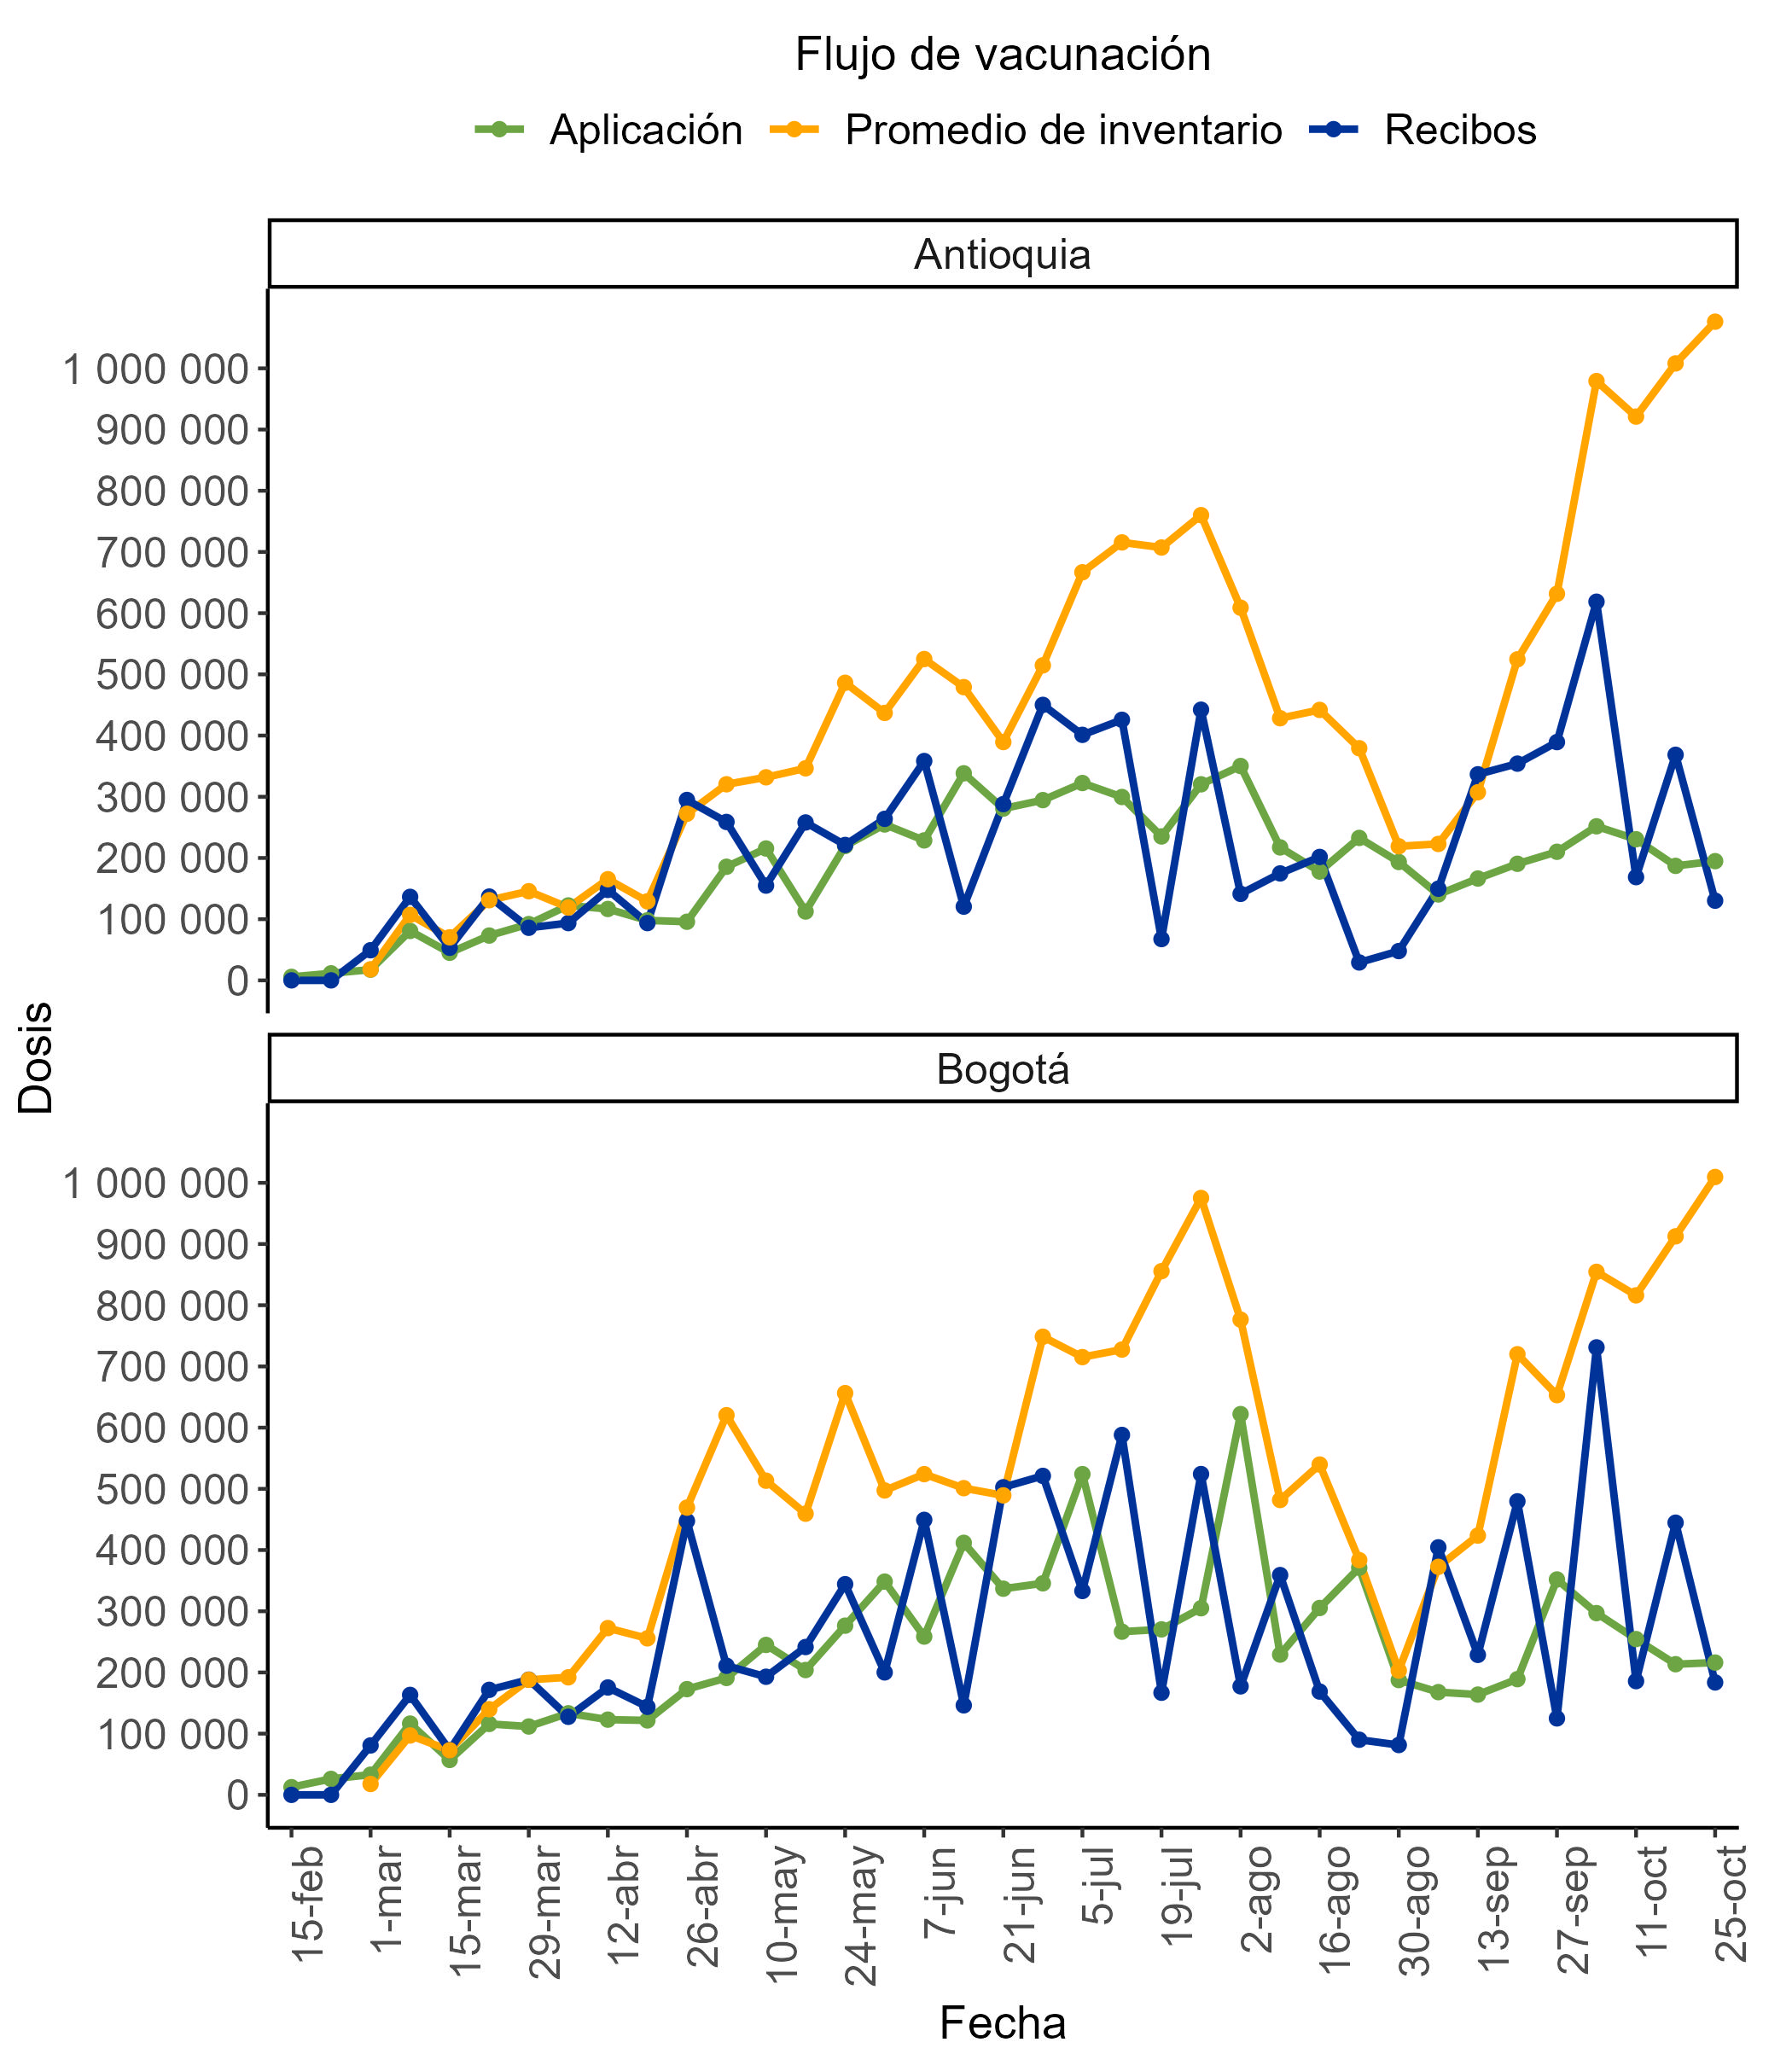 Flujo de vacunación
Aplicación Promedio de inventario Recibos
Antioquia
1 000 000
900 000
800 000
700 000
600 000
500 000
400 000
300 000
200 000
100 000
0
Dosis
Bogotá
1 000 000
900 000
800 000
700 000
600 000
500 000
400 000
300 000
200 000
100 000
0
15-feb
1-mar
15-mar
29-mar
12-abr
26-abr
10-may
24-may
7-jun
21-jun
5-jul
19-jul
2-ago
16-ago
30-ago
13-sep
27-sep
11-oct
25-oct
Fecha